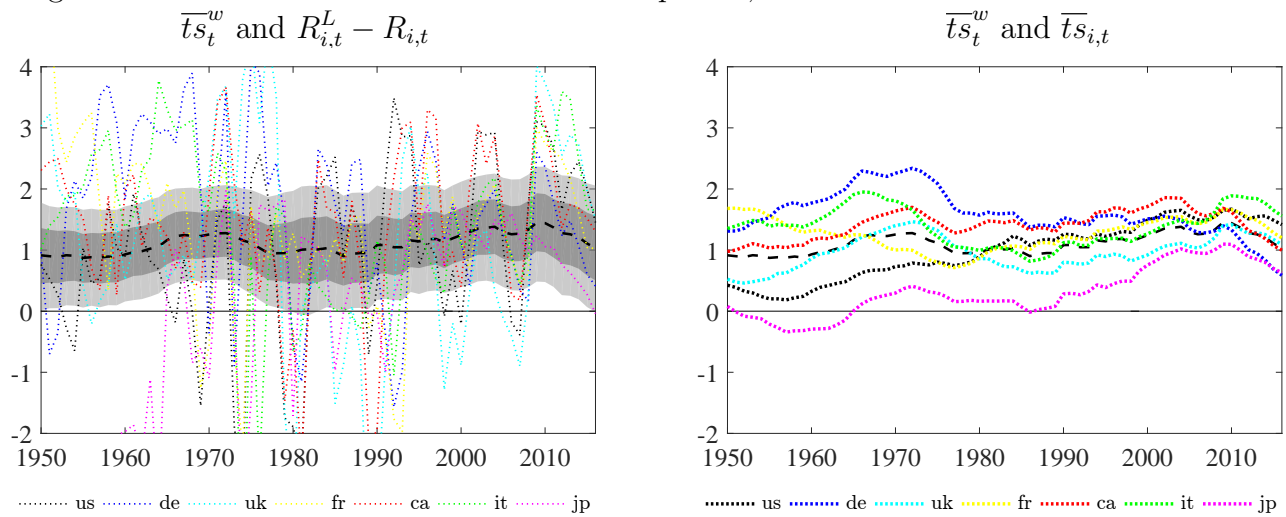 $\overline{ts}_t^w$ and $R_{i,t}^L - R_{i,t}$
4
3
2
1
0
-1
-2
1950 1960 1970 1980 1990 2000 2010
us de uk fr ca it jp
$\overline{ts}_t^w$ and $\overline{ts}_{i,t}$
4
3
2
1
0
-1
-2
1950 1960 1970 1980 1990 2000 2010
us de uk fr ca it jp